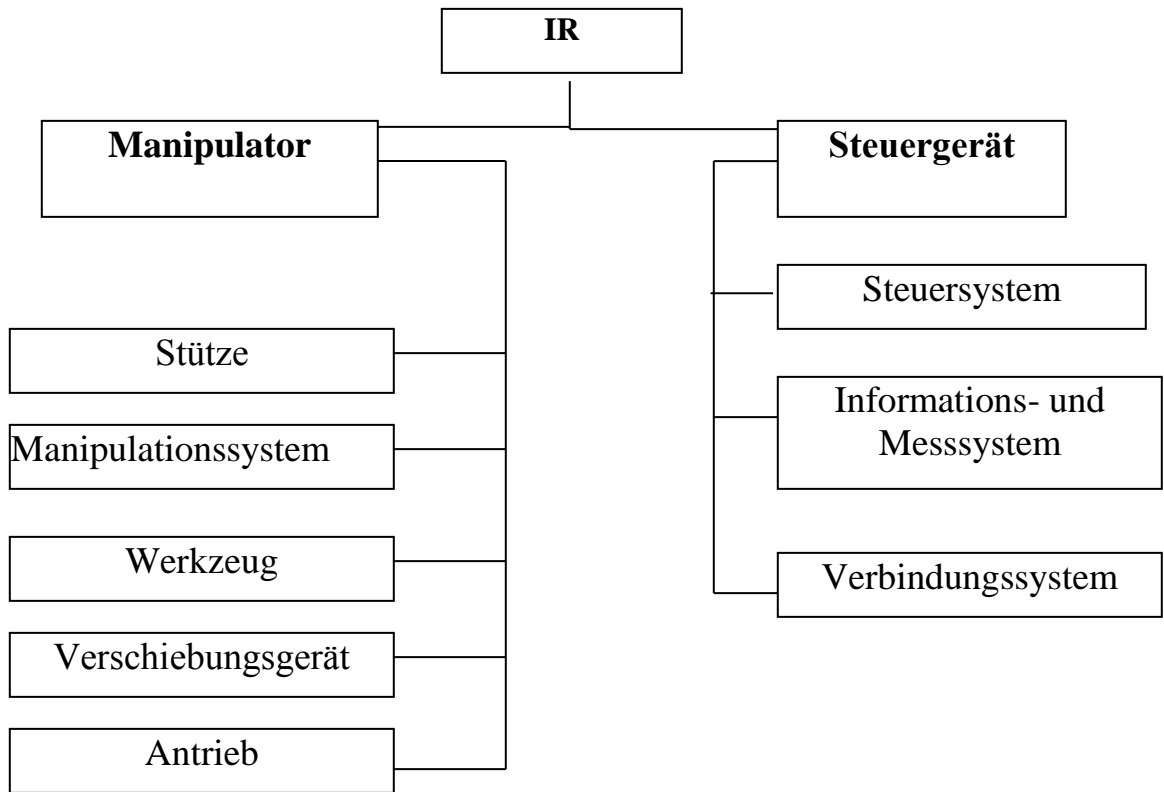 IR
Manipulator
Steuergerät
Stütze
Manipulationssystem
Werkzeug
Verschiebungsgerät
Antrieb
Steuersystem
Informations- und
Messsystem
Verbindungssystem